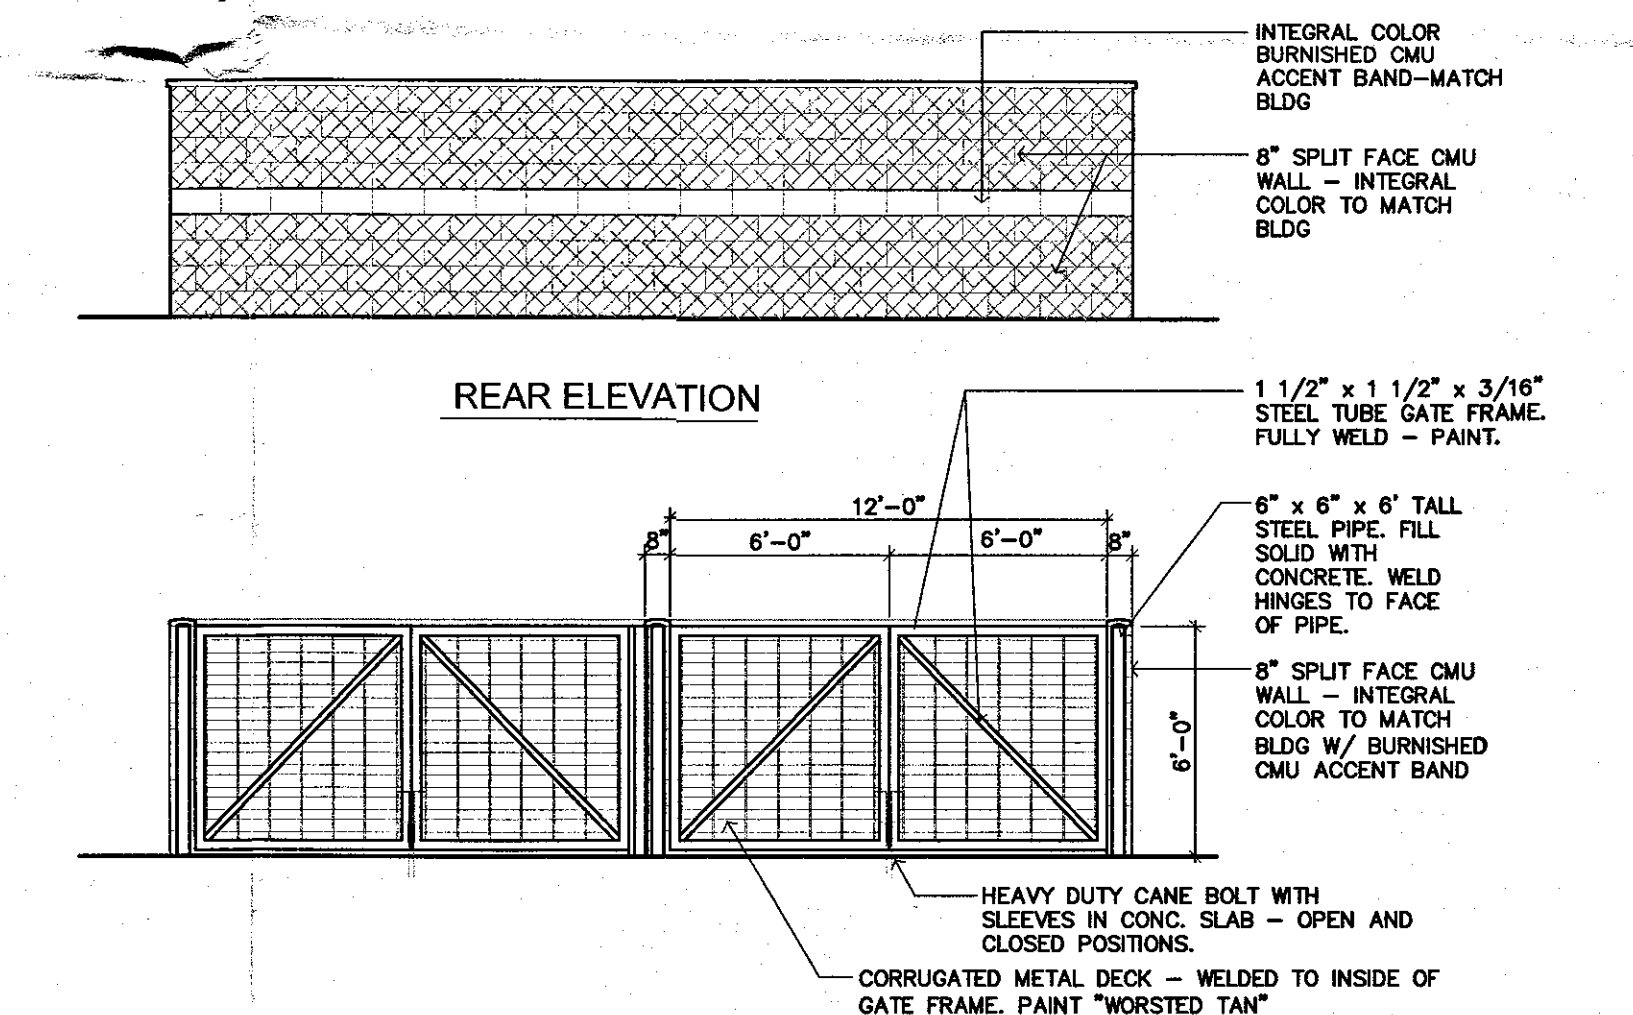 INTEGRAL COLOR
BURNISHED CMU
ACCENT BAND-MATCH
BLDG
8" SPLIT FACE CMU
WALL - INTEGRAL
COLOR TO MATCH
BLDG
REAR ELEVATION
1 1/2" x 1 1/2" x 3/16"
STEEL TUBE GATE FRAME.
FULLY WELD - PAINT.
12'-0"
8" 6'-0" 6'-0" 8"
6" x 6" x 6' TALL
STEEL PIPE. FILL
SOLID WITH
CONCRETE. WELD
HINGES TO FACE
OF PIPE.
8" SPLIT FACE CMU
WALL - INTEGRAL
COLOR TO MATCH
BLDG W/ BURNISHED
CMU ACCENT BAND
6'-0"
HEAVY DUTY CANE BOLT WITH
SLEEVES IN CONC. SLAB - OPEN AND
CLOSED POSITIONS.
CORRUGATED METAL DECK - WELDED TO INSIDE OF
GATE FRAME. PAINT "WORSTED TAN"